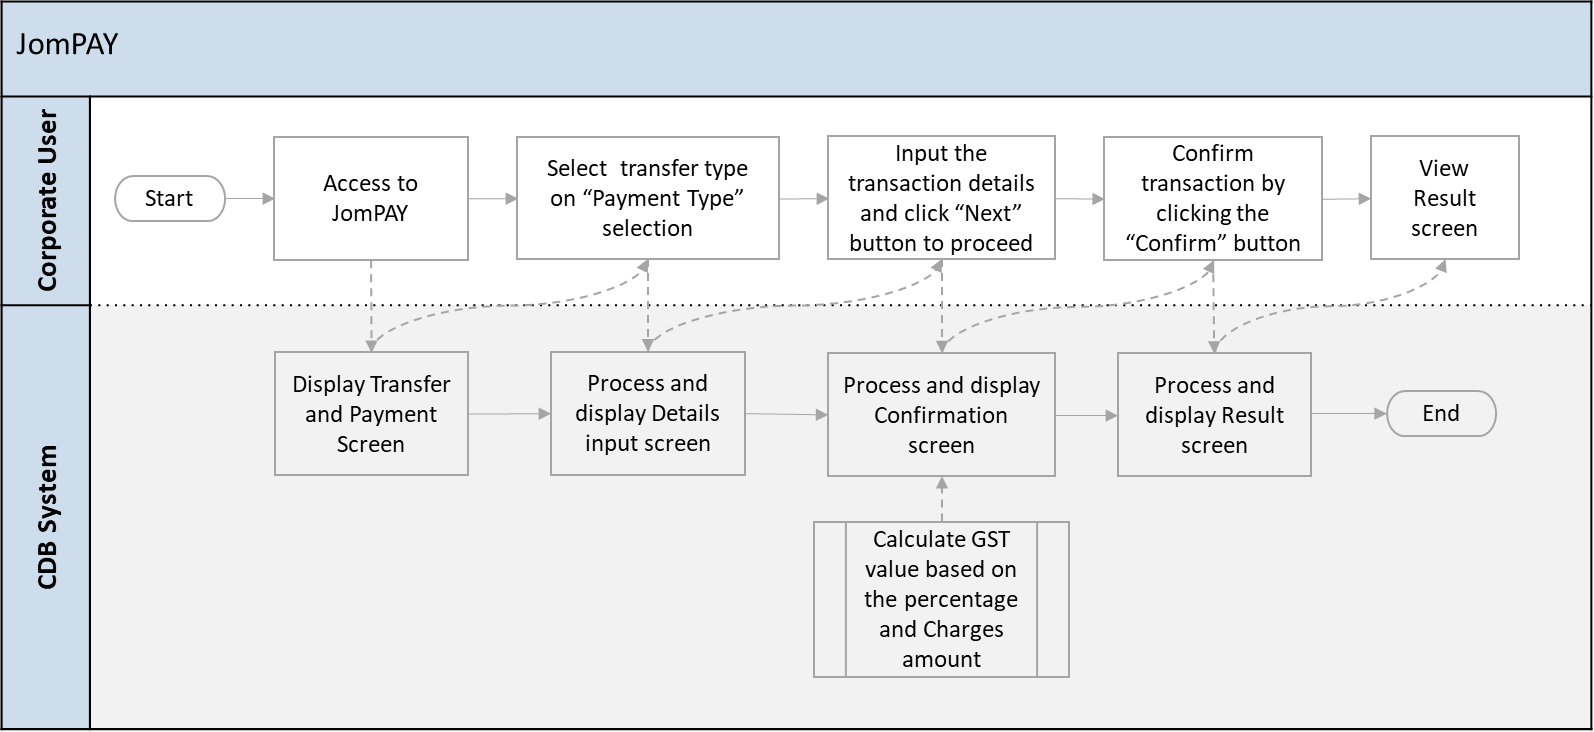 JomPAY
Corporate User
Start
Access to
JomPAY
Select transfer type
on “Payment Type”
selection
Input the
transaction details
and click “Next”
button to proceed
Confirm
transaction by
clicking the
“Confirm” button
View
Result
screen
CDB System
Display Transfer
and Payment
Screen
Process and
display Details
input screen
Process and display
Confirmation
screen
Process and
display Result
screen
End
Calculate GST
value based on
the percentage
and Charges
amount